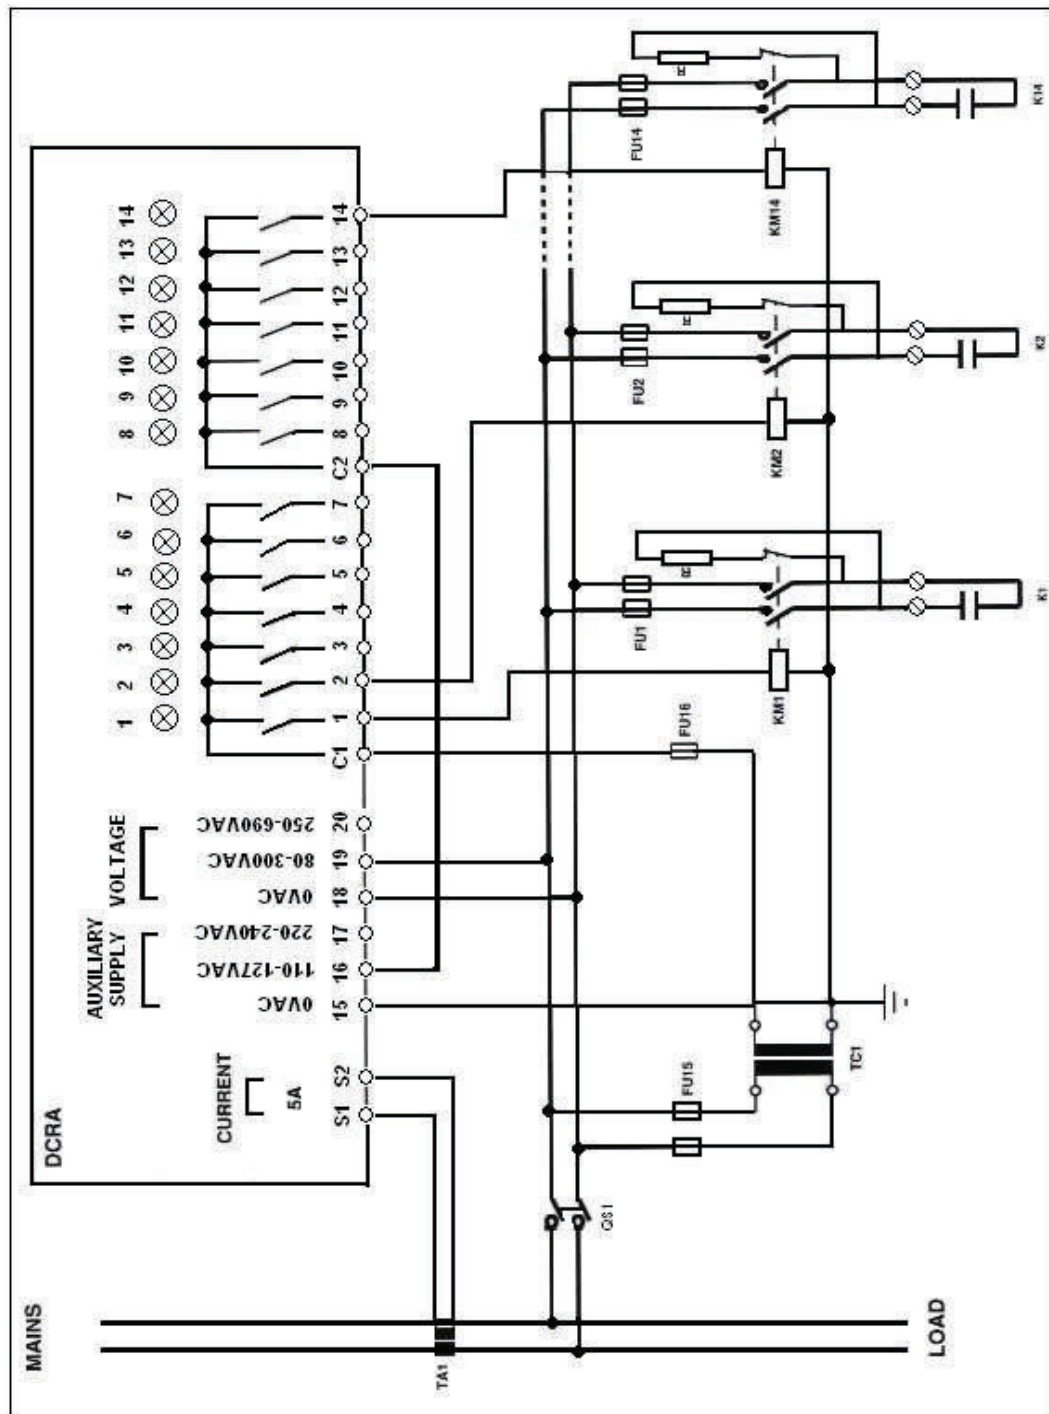 MAINS
LOAD
TA1
QS1
DCRA
CURRENT
5A
S1 S2
AUXILIARY
SUPPLY
0VAC
110-127VAC
220-240VAC
15 16 17
VOLTAGE
0VAC
80-300VAC
250-690VAC
18 19 20
1 2 3 4 5 6 7
8 9 10 11 12 13 14
C1 1 2 3 4 5 6 7
C2 8 9 10 11 12 13 14
FU15
TC1
FU16
FU1
KM1
R
K1
FU2
KM2
R
K2
FU14
KM14
R
K14